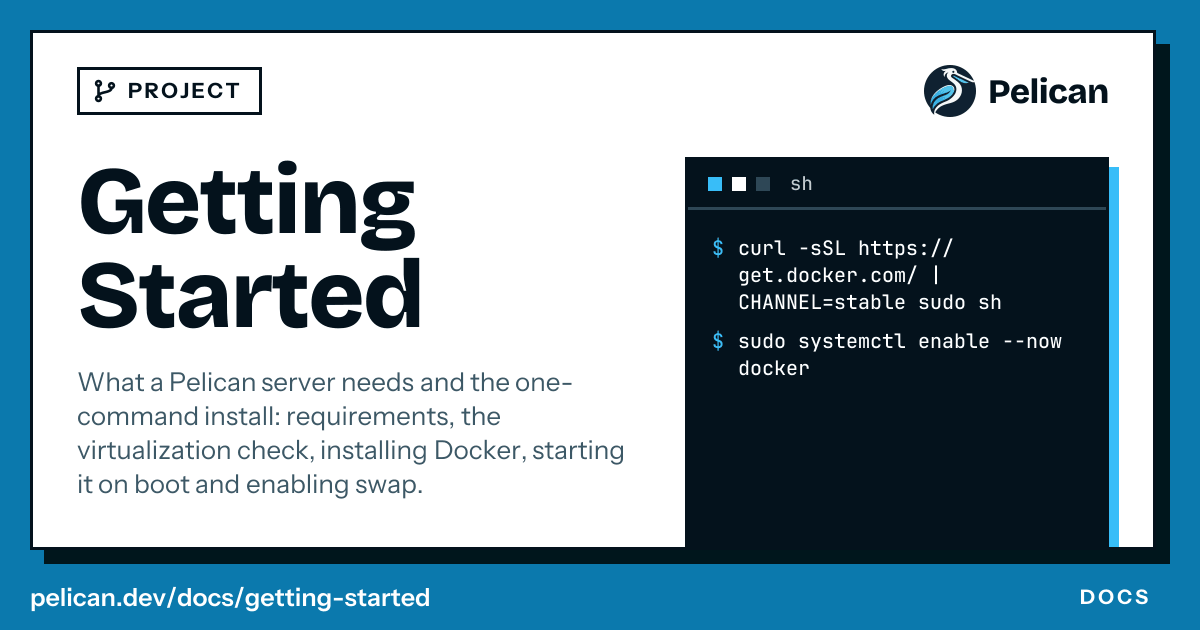 PROJECT
Pelican
Getting
Started
What a Pelican server needs and the one-
command install: requirements, the
virtualization check, installing Docker, starting
it on boot and enabling swap.
sh
$ curl -sSL https://
get.docker.com/ |
CHANNEL=stable sudo sh
$ sudo systemctl enable --now
docker
pelican.dev/docs/getting-started
DOCS